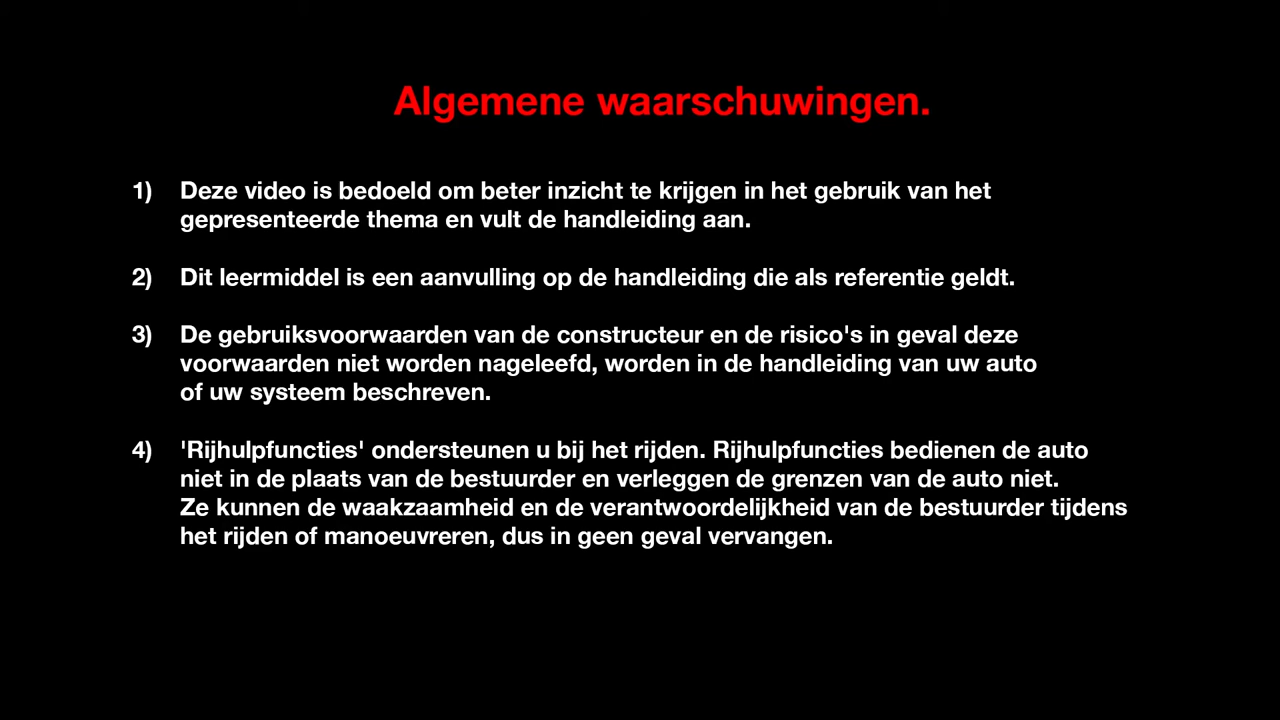 Algemene waarschuwingen.
1) Deze video is bedoeld om beter inzicht te krijgen in het gebruik van het
gepresenteerde thema en vult de handleiding aan.
2) Dit leermiddel is een aanvulling op de handleiding die als referentie geldt.
3) De gebruiksvoorwaarden van de constructeur en de risico's in geval deze
voorwaarden niet worden nageleefd, worden in de handleiding van uw auto
of uw systeem beschreven.
4) 'Rijhulpfuncties' ondersteunen u bij het rijden. Rijhulpfuncties bedienen de auto
niet in de plaats van de bestuurder en verleggen de grenzen van de auto niet.
Ze kunnen de waakzaamheid en de verantwoordelijkheid van de bestuurder tijdens
het rijden of manoeuvreren, dus in geen geval vervangen.